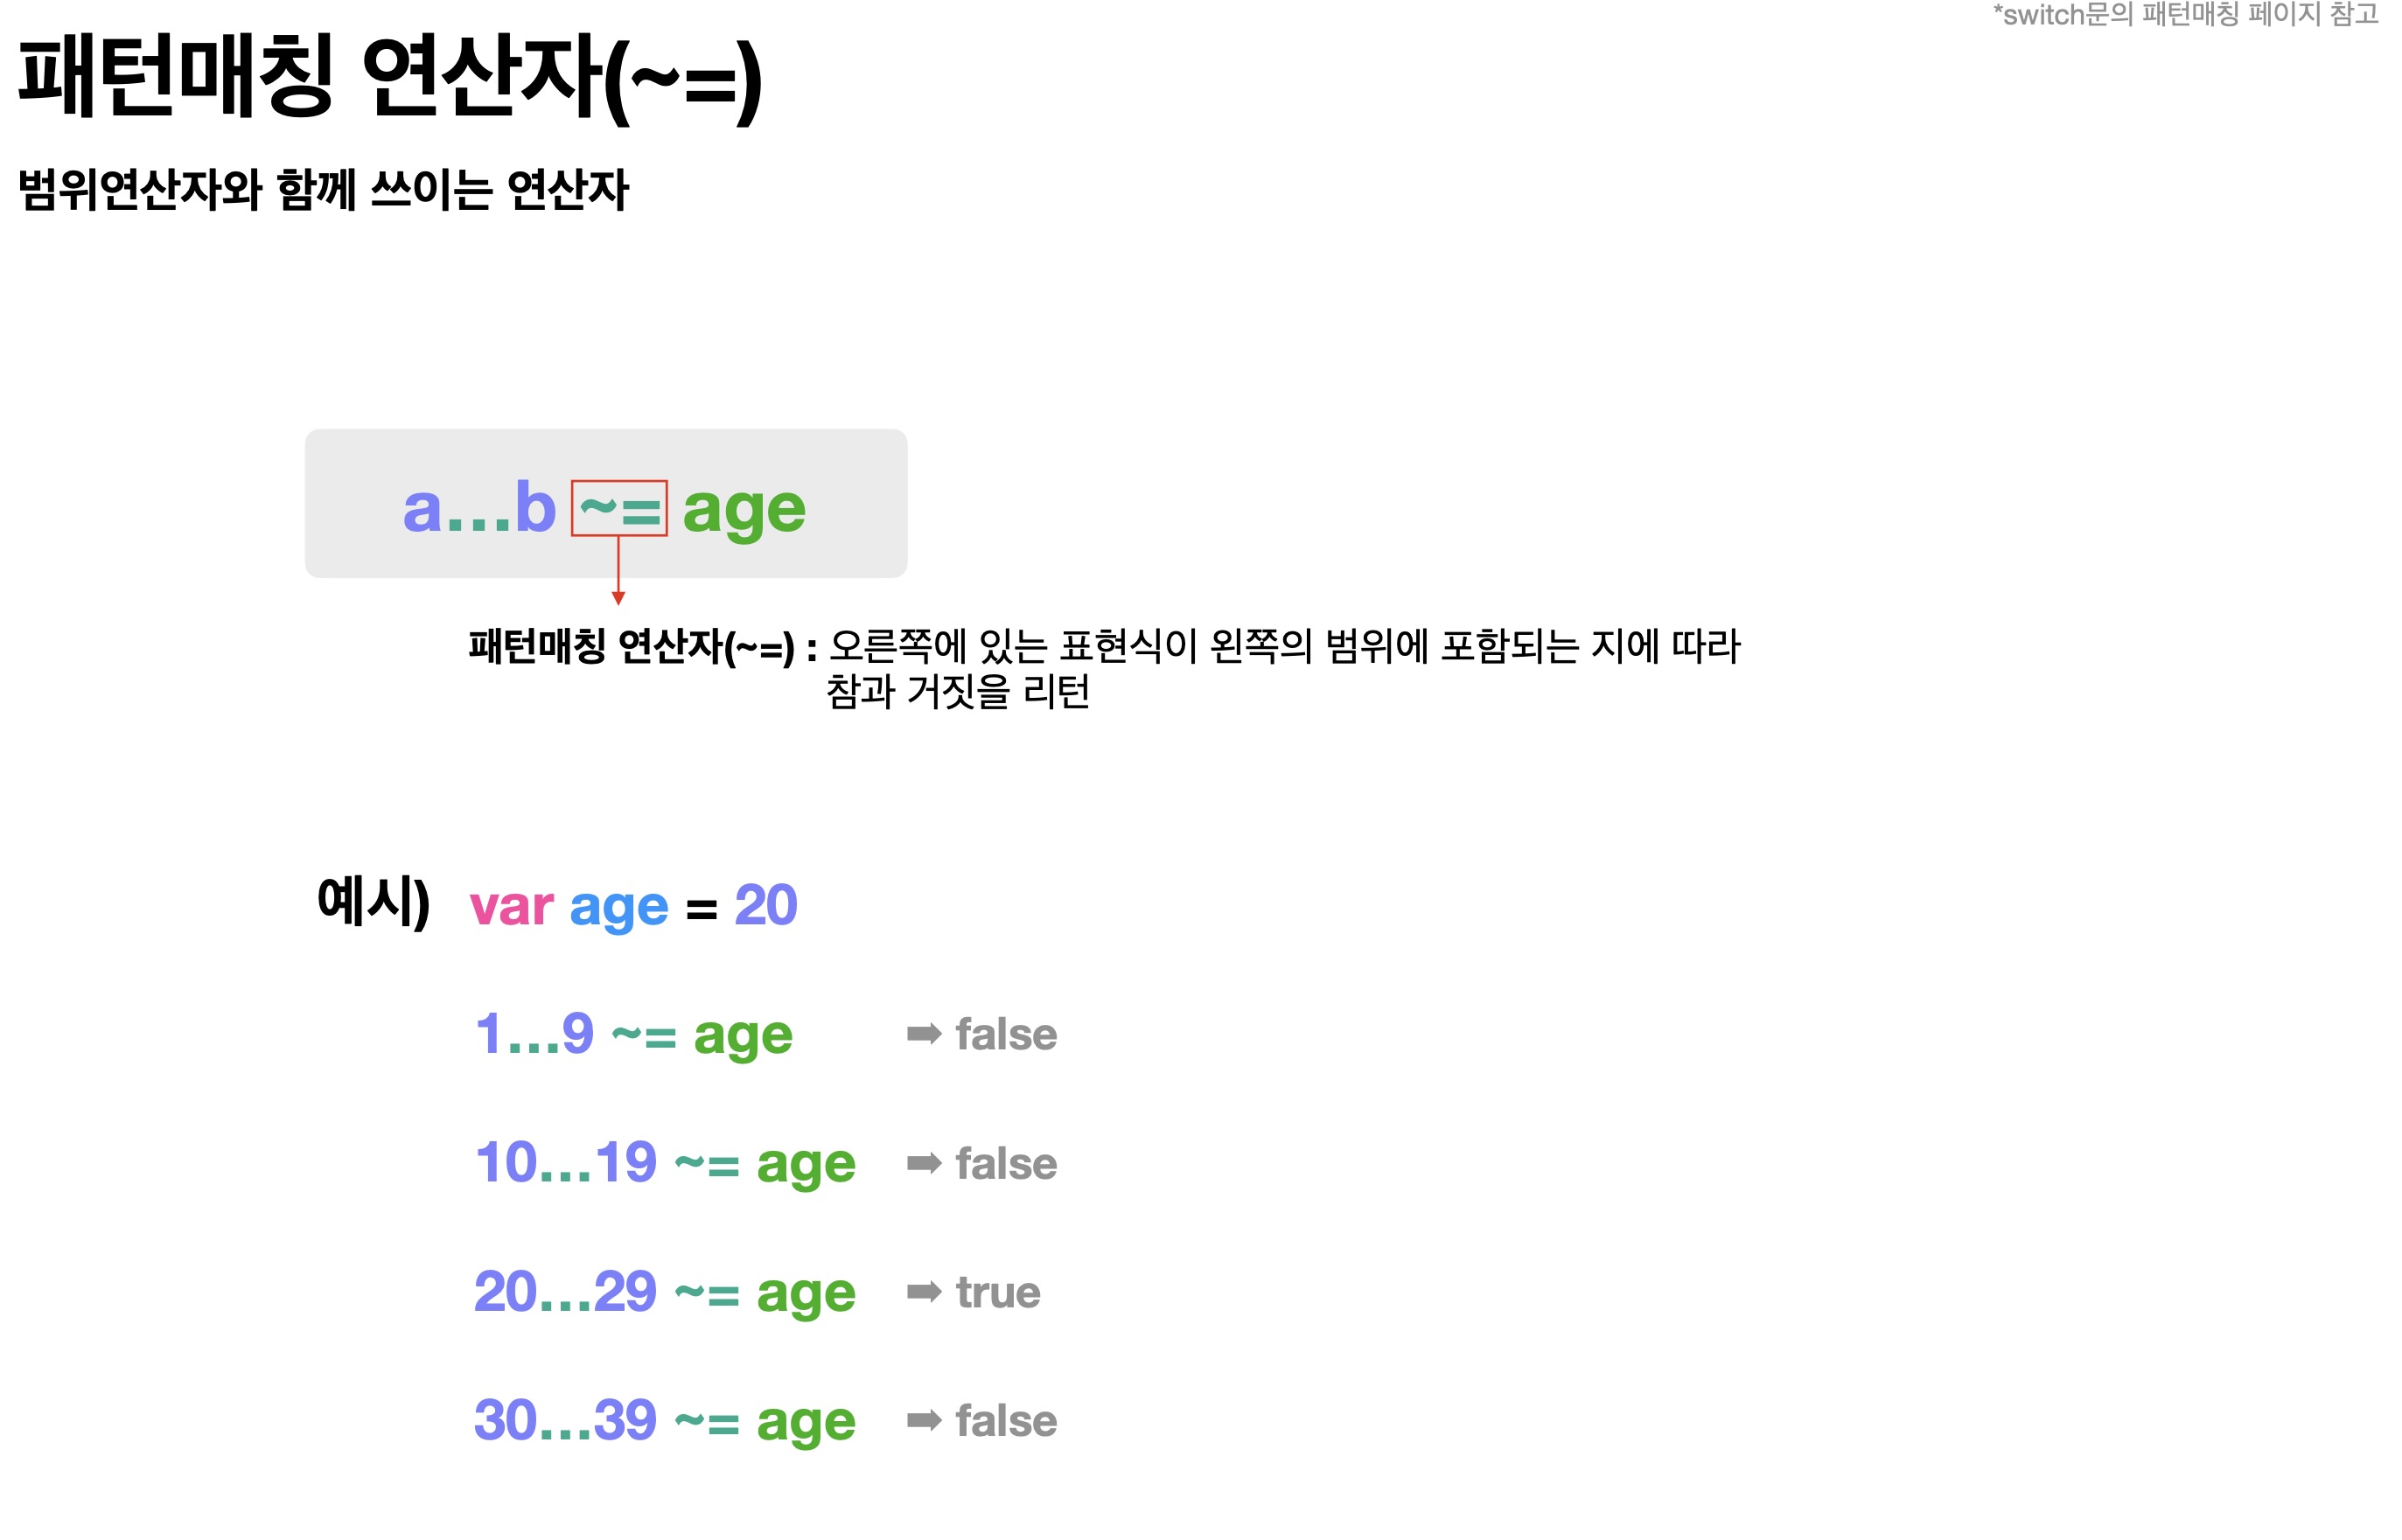 *switch문의 패턴매칭 페이지 참고
패턴매칭 연산자(~=)
범위연산자와 함께 쓰이는 연산자
a...b ~= age
패턴매칭 연산자(~=) : 오르쪽에 있는 표현식이 왼쪽의 범위에 포함되는 지에 따라
참과 거짓을 리턴
예시) var age = 20
1...9 ~= age ➡ false
10...19 ~= age ➡ false
20...29 ~= age ➡ true
30...39 ~= age ➡ false